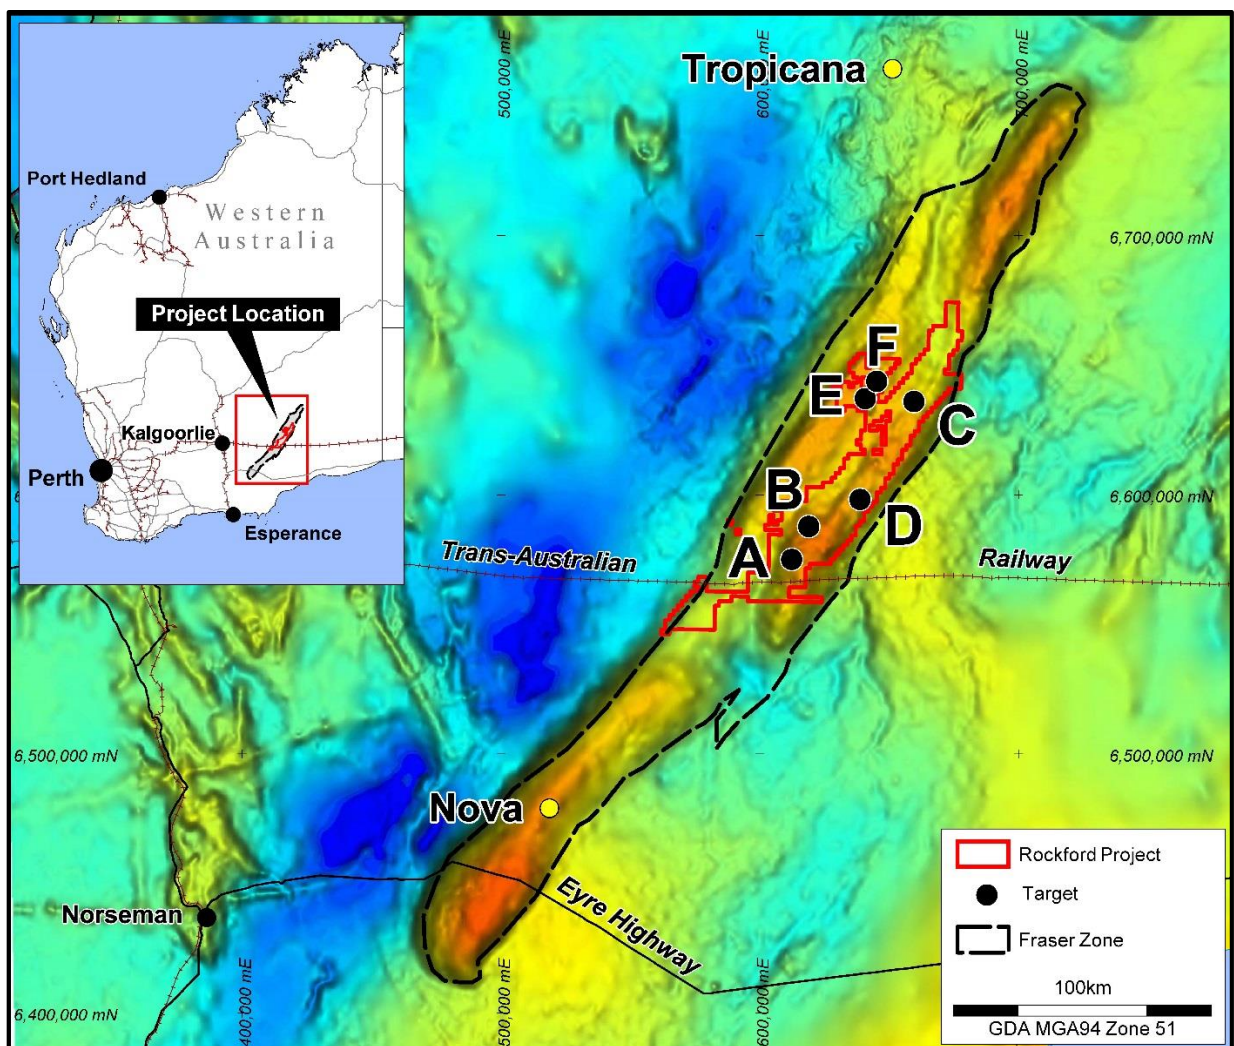 Tropicana
500,000 mE
600,000 mE
700,000 mE
Port Hedland
Western
Australia
6,700,000 mN
Project Location
F
E
C
Kalgoorlie
Perth
B
6,600,000 mN
D
Esperance
A
Trans-Australian
Railway
6,500,000 mN
6,500,000 mN
Nova
Rockford Project
Eyre Highway
Target
Norseman
Fraser Zone
100km
6,400,000 mN
400,000 mE
500,000 mE
600,000 mE
GDA MGA94 Zone 51